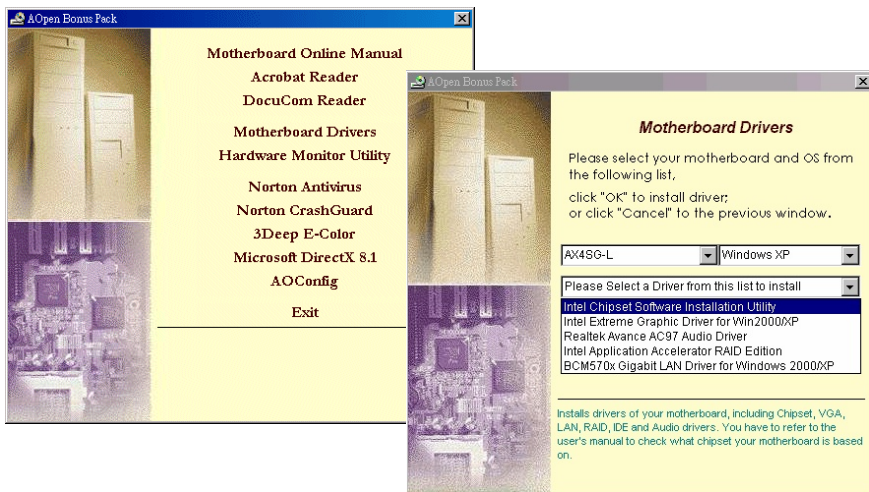 AOpen Bonus Pack
Motherboard Online Manual
Acrobat Reader
DocuCom Reader
Motherboard Drivers
Hardware Monitor Utility
Norton Antivirus
Norton CrashGuard
3Deep E-Color
Microsoft DirectX 8.1
AOConfig
Exit
AOpen Bonus Pack
Motherboard Drivers
Please select your motherboard and OS from
the following list,
click "OK" to install driver;
or click "Cancel" to the previous window.
AX4SG-L Windows XP
Please Select a Driver from this list to install
Intel Chipset Software Installation Utility
Intel Extreme Graphic Driver for Win2000/XP
Realtek Avance AC97 Audio Driver
Intel Application Accelerator RAID Edition
BCM570x Gigabit LAN Driver for Windows 2000/XP
Installs drivers of your motherboard, including Chipset, VGA,
LAN, RAID, IDE and Audio drivers. You have to refer to the
user's manual to check what chipset your motherboard is based
on.